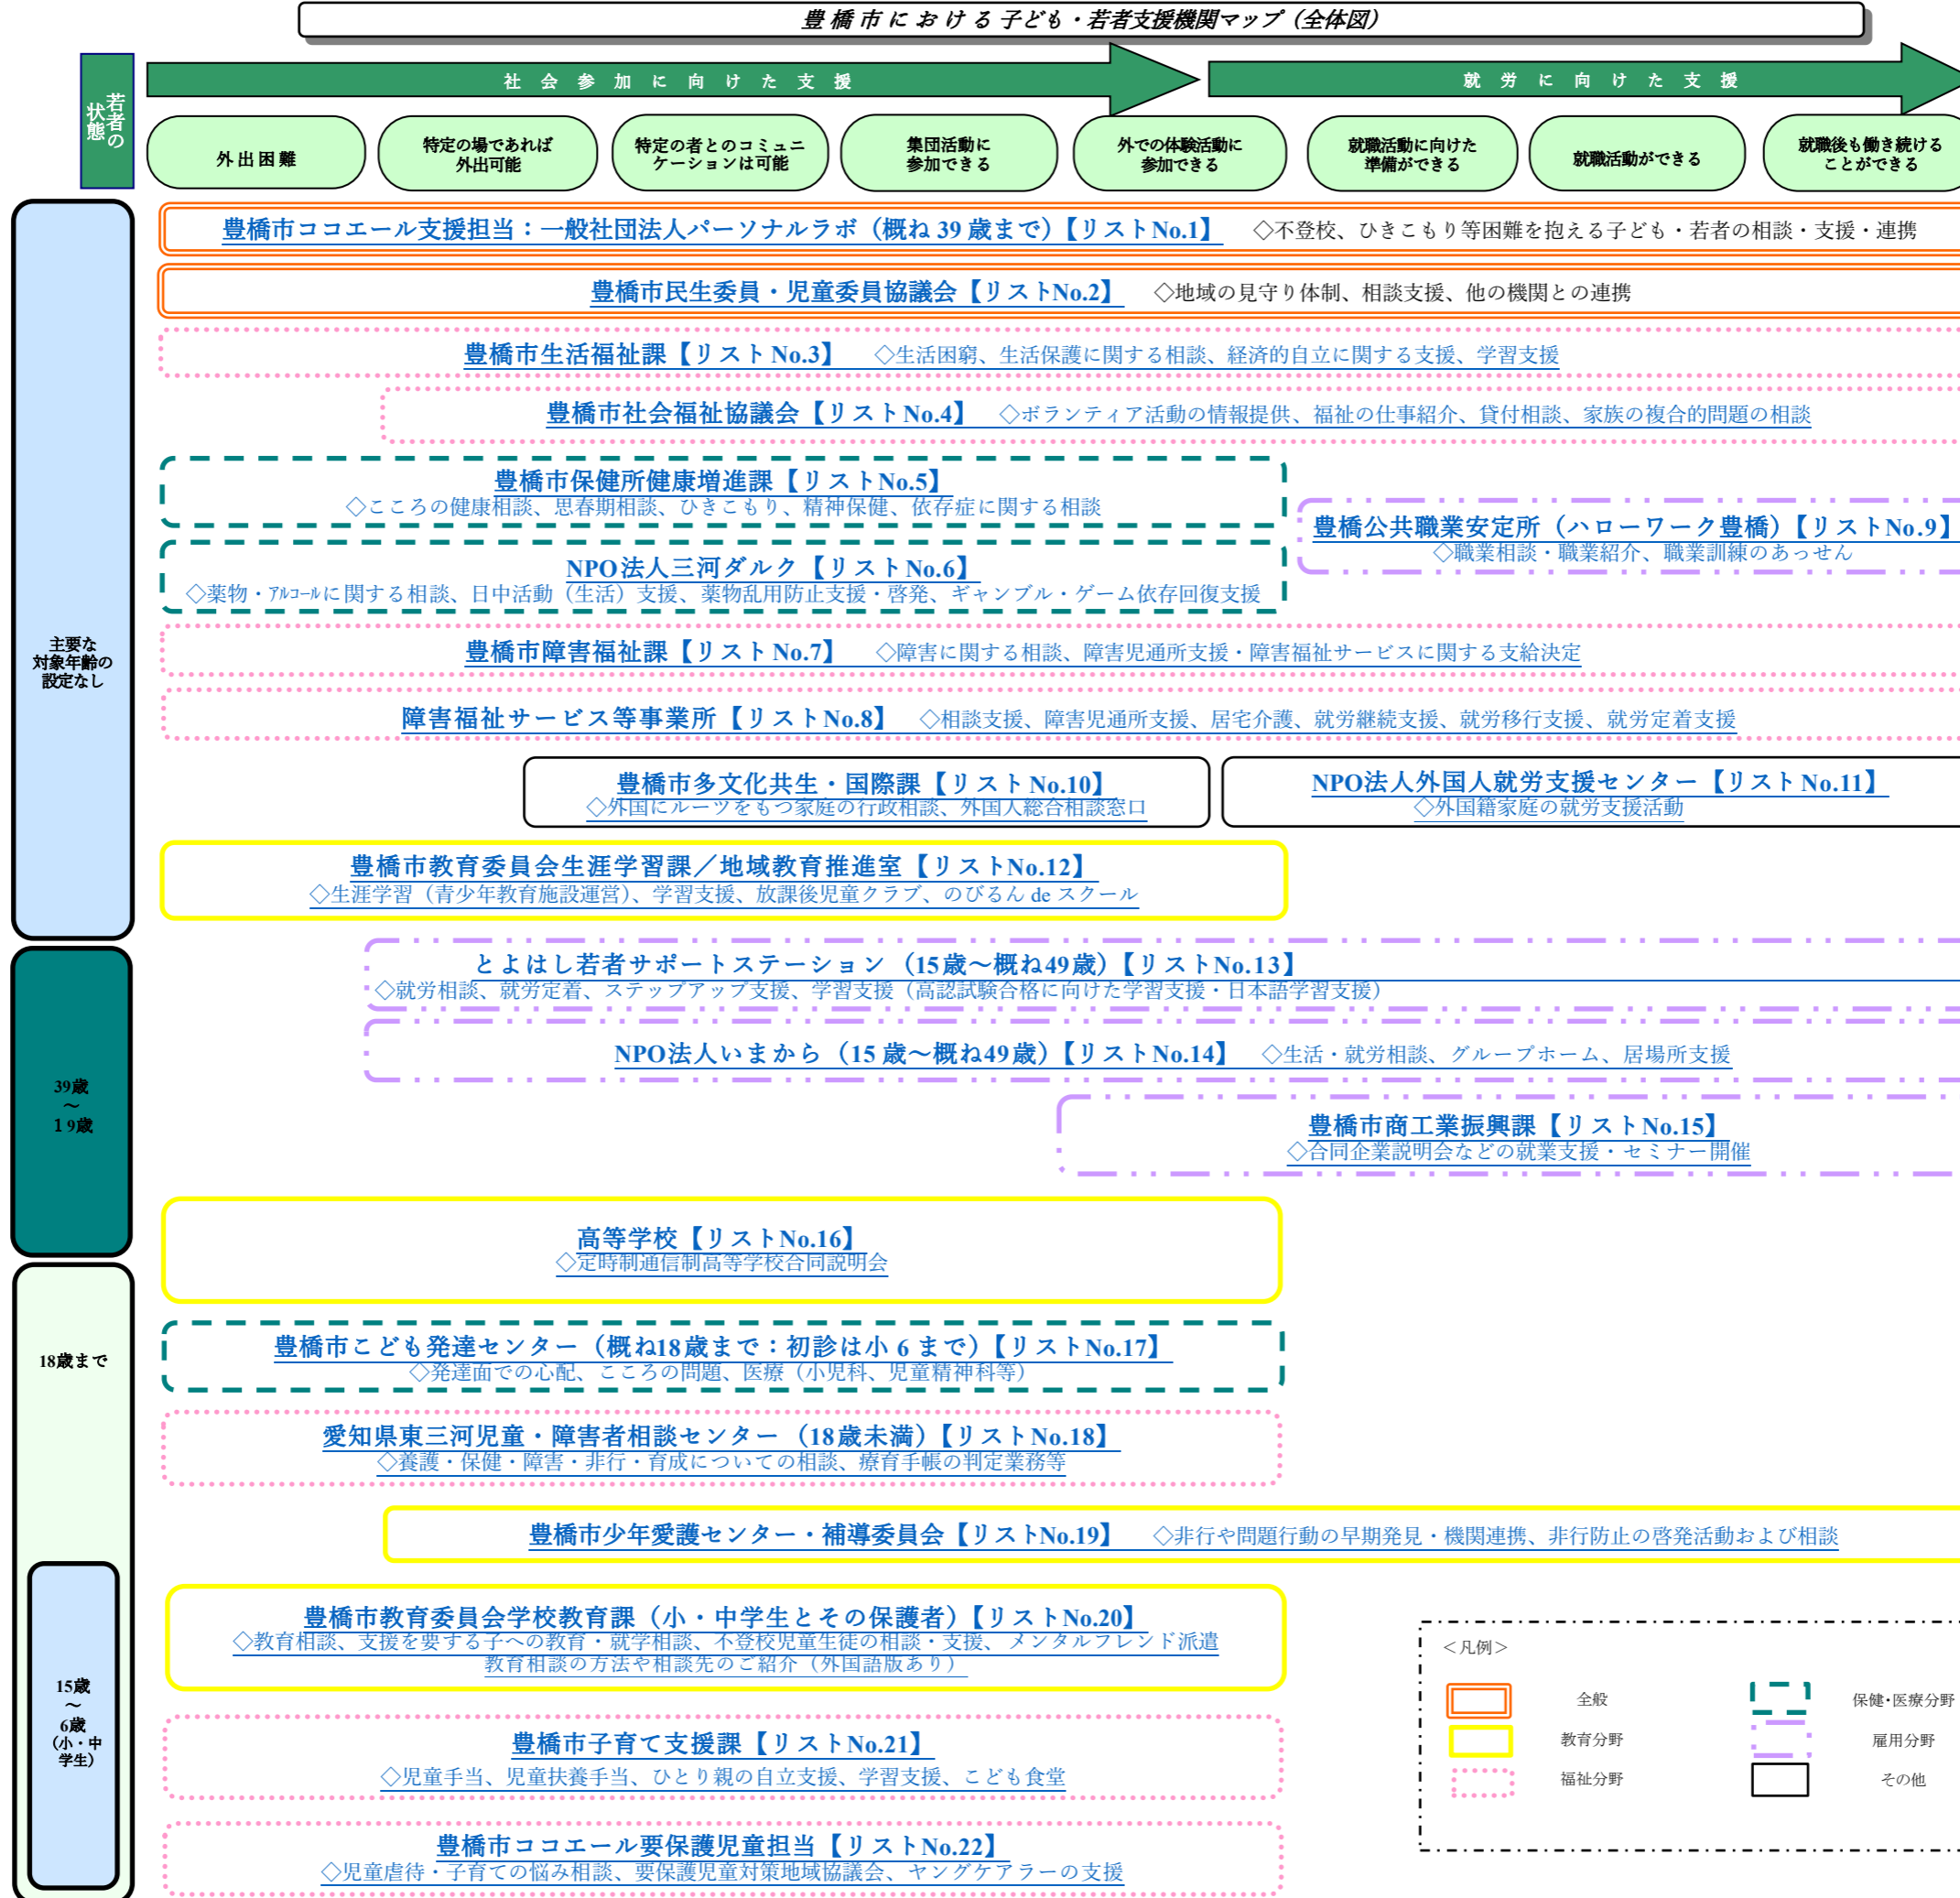 豊橋市における子ども・若者支援機関マップ（全体図）
若者の
状態
社会参加に向けた支援
就労に向けた支援
外出困難
特定の場であれば
外出可能
特定の者とのコミュニ
ケーションは可能
集団活動に
参加できる
外での体験活動に
参加できる
就職活動に向けた
準備ができる
就職活動ができる
就職後も働き続ける
ことができる
主要な
対象年齢の
設定なし
豊橋市ココエール支援担当：一般社団法人パーソナルラボ（概ね 39 歳まで）【リストNo.1】 ◇不登校、ひきこもり等困難を抱える子ども・若者の相談・支援・連携
豊橋市民生委員・児童委員協議会【リストNo.2】 ◇地域の見守り体制、相談支援、他の機関との連携
豊橋市生活福祉課【リスト No.3】 ◇生活困窮、生活保護に関する相談、経済的自立に関する支援、学習支援
豊橋市社会福祉協議会【リスト No.4】 ◇ボランティア活動の情報提供、福祉の仕事紹介、貸付相談、家族の複合的問題の相談
豊橋市保健所健康増進課【リスト No.5】
◇こころの健康相談、思春期相談、ひきこもり、精神保健、依存症に関する相談
豊橋公共職業安定所（ハローワーク豊橋）【リストNo.9】
◇職業相談・職業紹介、職業訓練のあっせん
NPO法人三河ダルク【リストNo.6】
◇薬物・アルコールに関する相談、日中活動（生活）支援、薬物乱用防止支援・啓発、ギャンブル・ゲーム依存回復支援
豊橋市障害福祉課【リスト No.7】 ◇障害に関する相談、障害児通所支援・障害福祉サービスに関する支給決定
障害福祉サービス等事業所【リストNo.8】 ◇相談支援、障害児通所支援、居宅介護、就労継続支援、就労移行支援、就労定着支援
豊橋市多文化共生・国際課【リスト No.10】
◇外国にルーツをもつ家庭の行政相談、外国人総合相談窓口
NPO法人外国人就労支援センター【リストNo.11】
◇外国籍家庭の就労支援活動
豊橋市教育委員会生涯学習課／地域教育推進室【リストNo.12】
◇生涯学習（青少年教育施設運営）、学習支援、放課後児童クラブ、のびるん de スクール
39歳
～
19歳
とよはし若者サポートステーション（15歳～概ね49歳）【リストNo.13】
◇就労相談、就労定着、ステップアップ支援、学習支援（高認試験合格に向けた学習支援・日本語学習支援）
NPO法人いまから（15 歳～概ね49歳）【リストNo.14】 ◇生活・就労相談、グループホーム、居場所支援
豊橋市商工業振興課【リストNo.15】
◇合同企業説明会などの就業支援・セミナー開催
高等学校【リストNo.16】
◇定時制通信制高等学校合同説明会
18歳まで
豊橋市こども発達センター（概ね18歳まで：初診は小 6 まで）【リストNo.17】
◇発達面での心配、こころの問題、医療（小児科、児童精神科等）
愛知県東三河児童・障害者相談センター（18歳未満）【リストNo.18】
◇養護・保健・障害・非行・育成についての相談、療育手帳の判定業務等
豊橋市少年愛護センター・補導委員会【リストNo.19】 ◇非行や問題行動の早期発見・機関連携、非行防止の啓発活動および相談
15歳
～
6歳
（小・中
学生）
豊橋市教育委員会学校教育課（小・中学生とその保護者）【リストNo.20】
◇教育相談、支援を要する子への教育・就学相談、不登校児童生徒の相談・支援、メンタルフレンド派遣
教育相談の方法や相談先のご紹介（外国語版あり）
豊橋市子育て支援課【リストNo.21】
◇児童手当、児童扶養手当、ひとり親の自立支援、学習支援、こども食堂
豊橋市ココエール要保護児童担当【リストNo.22】
◇児童虐待・子育ての悩み相談、要保護児童対策地域協議会、ヤングケアラーの支援
＜凡例＞
全般
保健・医療分野
教育分野
雇用分野
福祉分野
その他